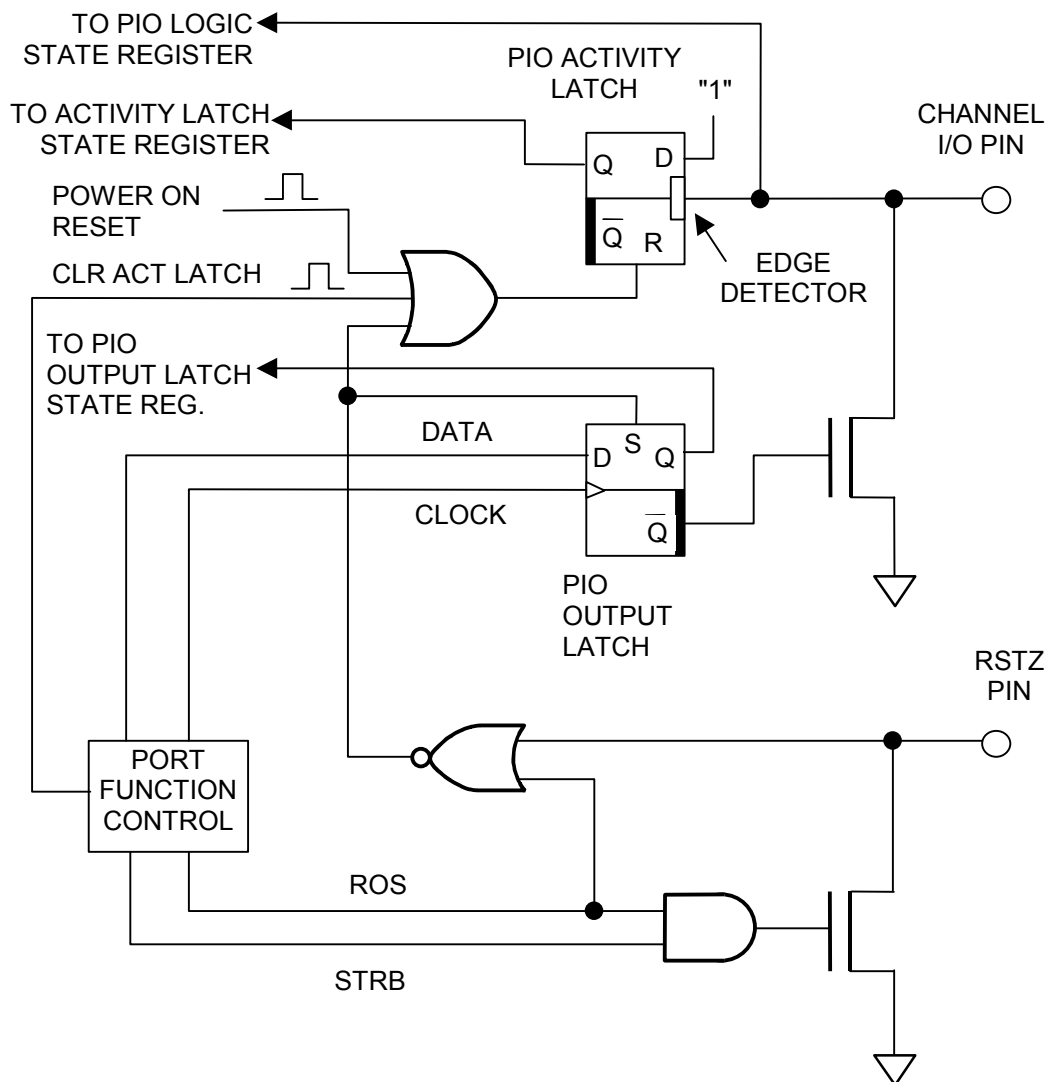 TO PIO LOGIC
STATE REGISTER
PIO ACTIVITY
LATCH
"1"
TO ACTIVITY LATCH
STATE REGISTER
CHANNEL
I/O PIN
Q
D
POWER ON
RESET
Q
R
CLR ACT LATCH
EDGE
DETECTOR
TO PIO
OUTPUT LATCH
STATE REG.
DATA
S
D
Q
CLOCK
Q
PIO
OUTPUT
LATCH
RSTZ
PIN
PORT
FUNCTION
CONTROL
ROS
STRB